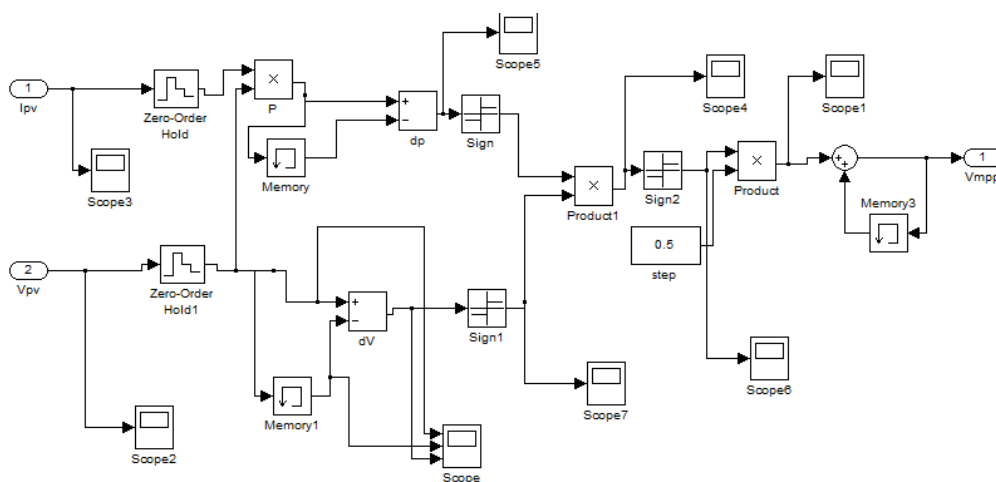 Scope5
1
Ipv
Zero-Order
Hold
×
P
+
−
dp
Sign
Scope4
Scope1
Memory
Scope3
×
Product1
Sign2
×
Product
+
+
1
Vmpp
Memory3
0.5
step
2
Vpv
Zero-Order
Hold1
+
−
dV
Sign1
Scope7
Scope6
Memory1
Scope2
Scope